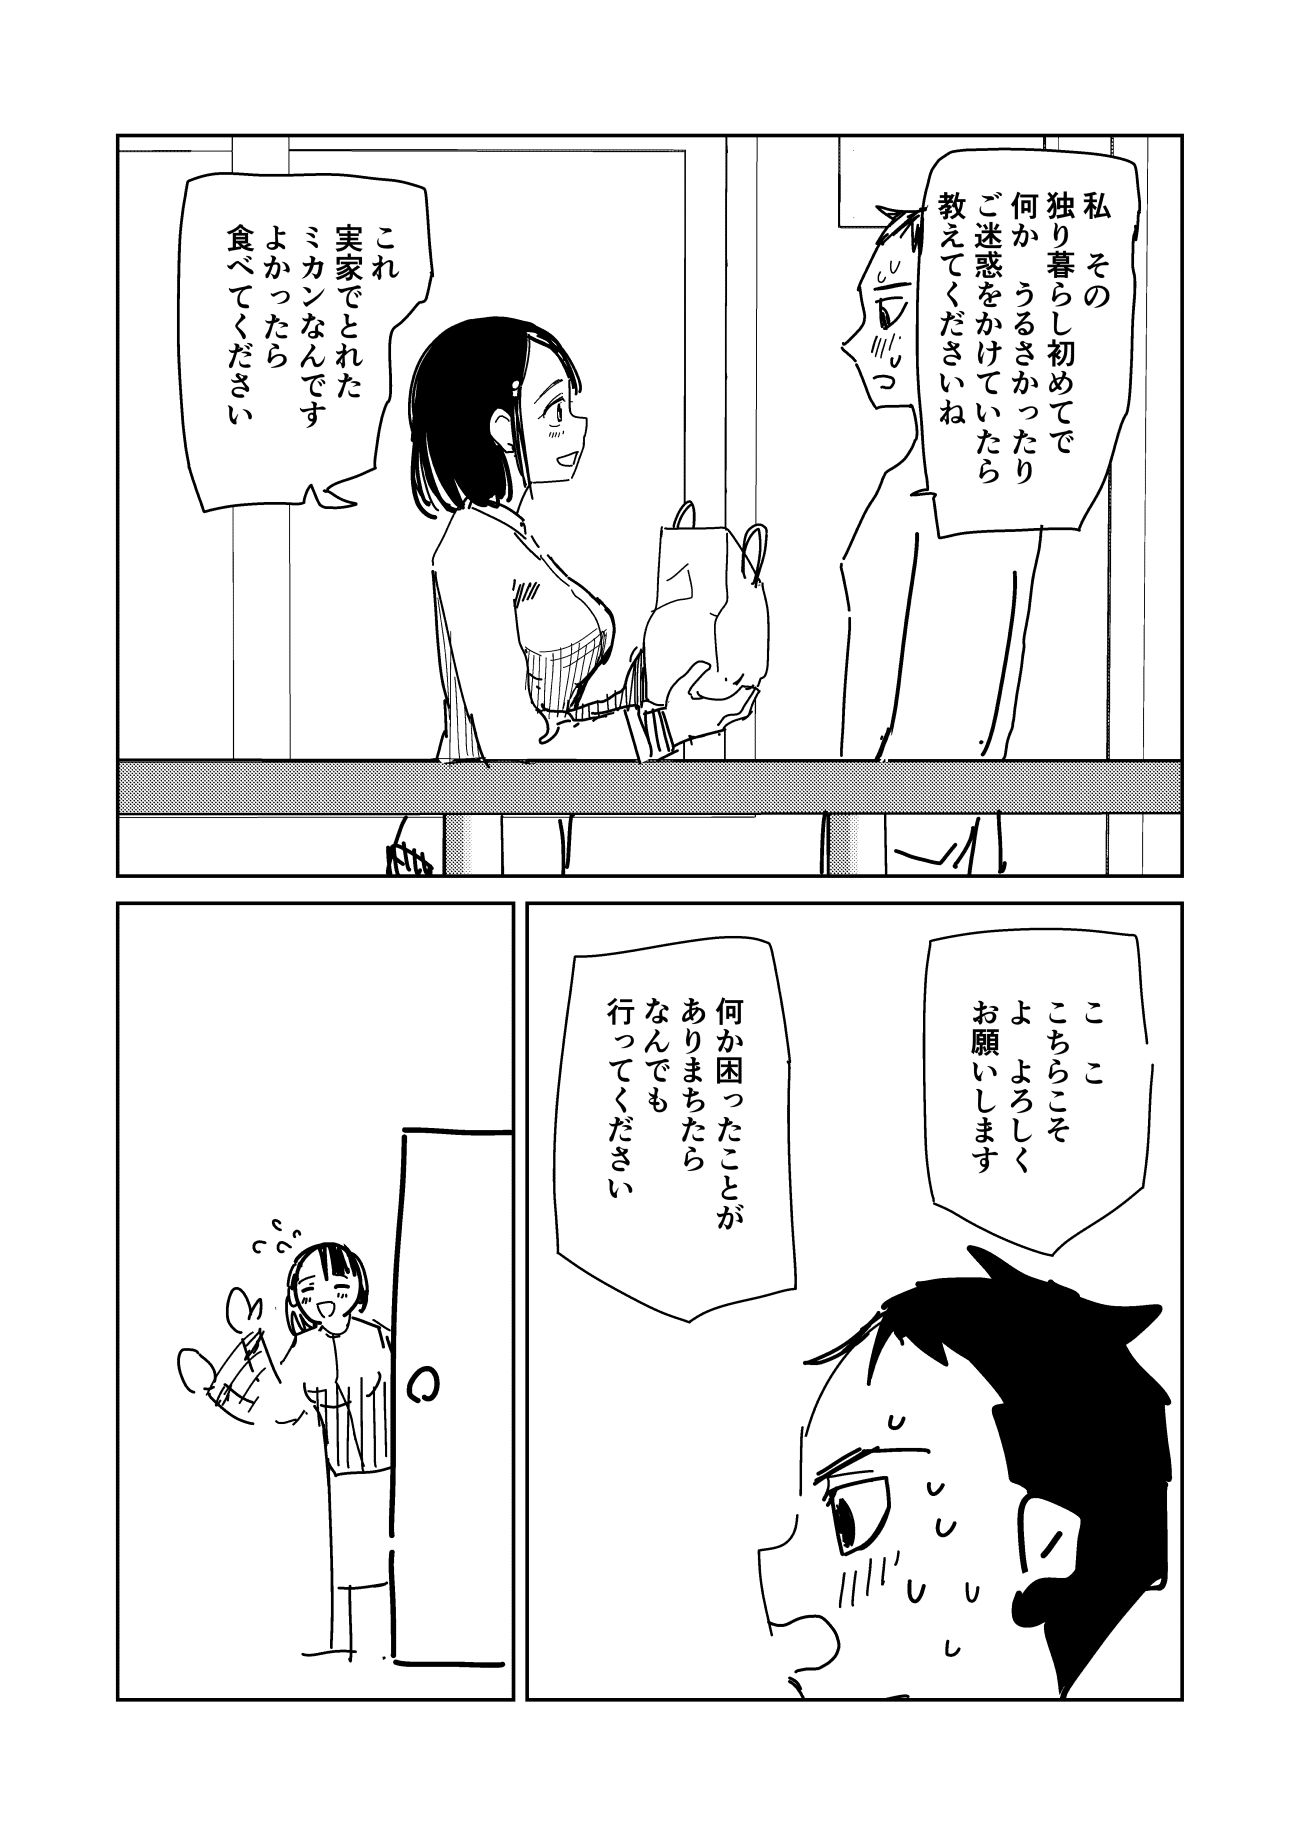 私　その
独り暮らし初めてで
何か　うるさかったり
ご迷惑をかけていたら
教えてくださいね
これ
実家でとれた
ミカンなんです
よかったら
食べてください
こ　こ
こちらこそ
よ　よろしく
お願いします
何か困ったことが
ありまちたら
なんでも
行ってください